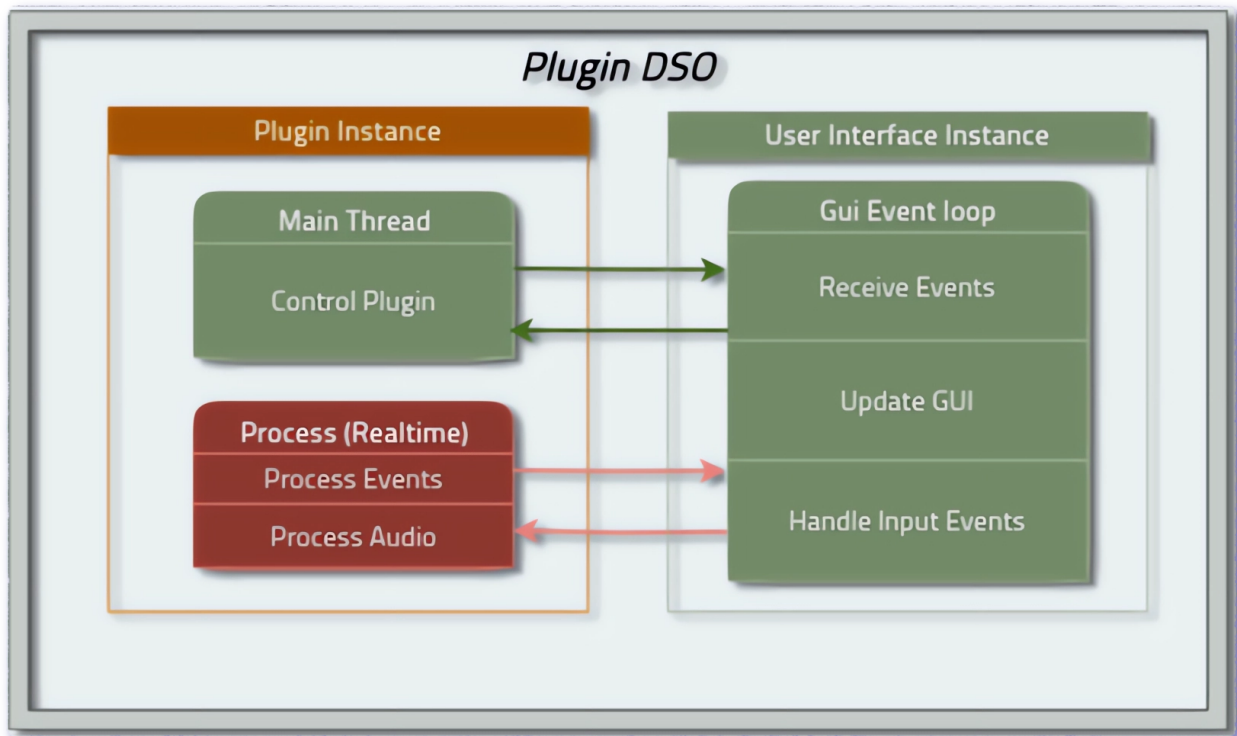 Plugin DSO
Plugin Instance
Main Thread
Control Plugin
Process (Realtime)
Process Events
Process Audio
User Interface Instance
Gui Event loop
Receive Events
Update GUI
Handle Input Events